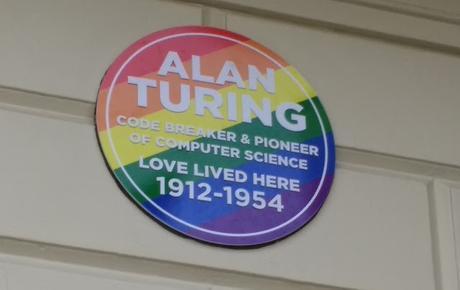 ALAN
TURING
CODE BREAKER & PIONEER
OF COMPUTER SCIENCE
LOVE LIVED HERE
1912-1954